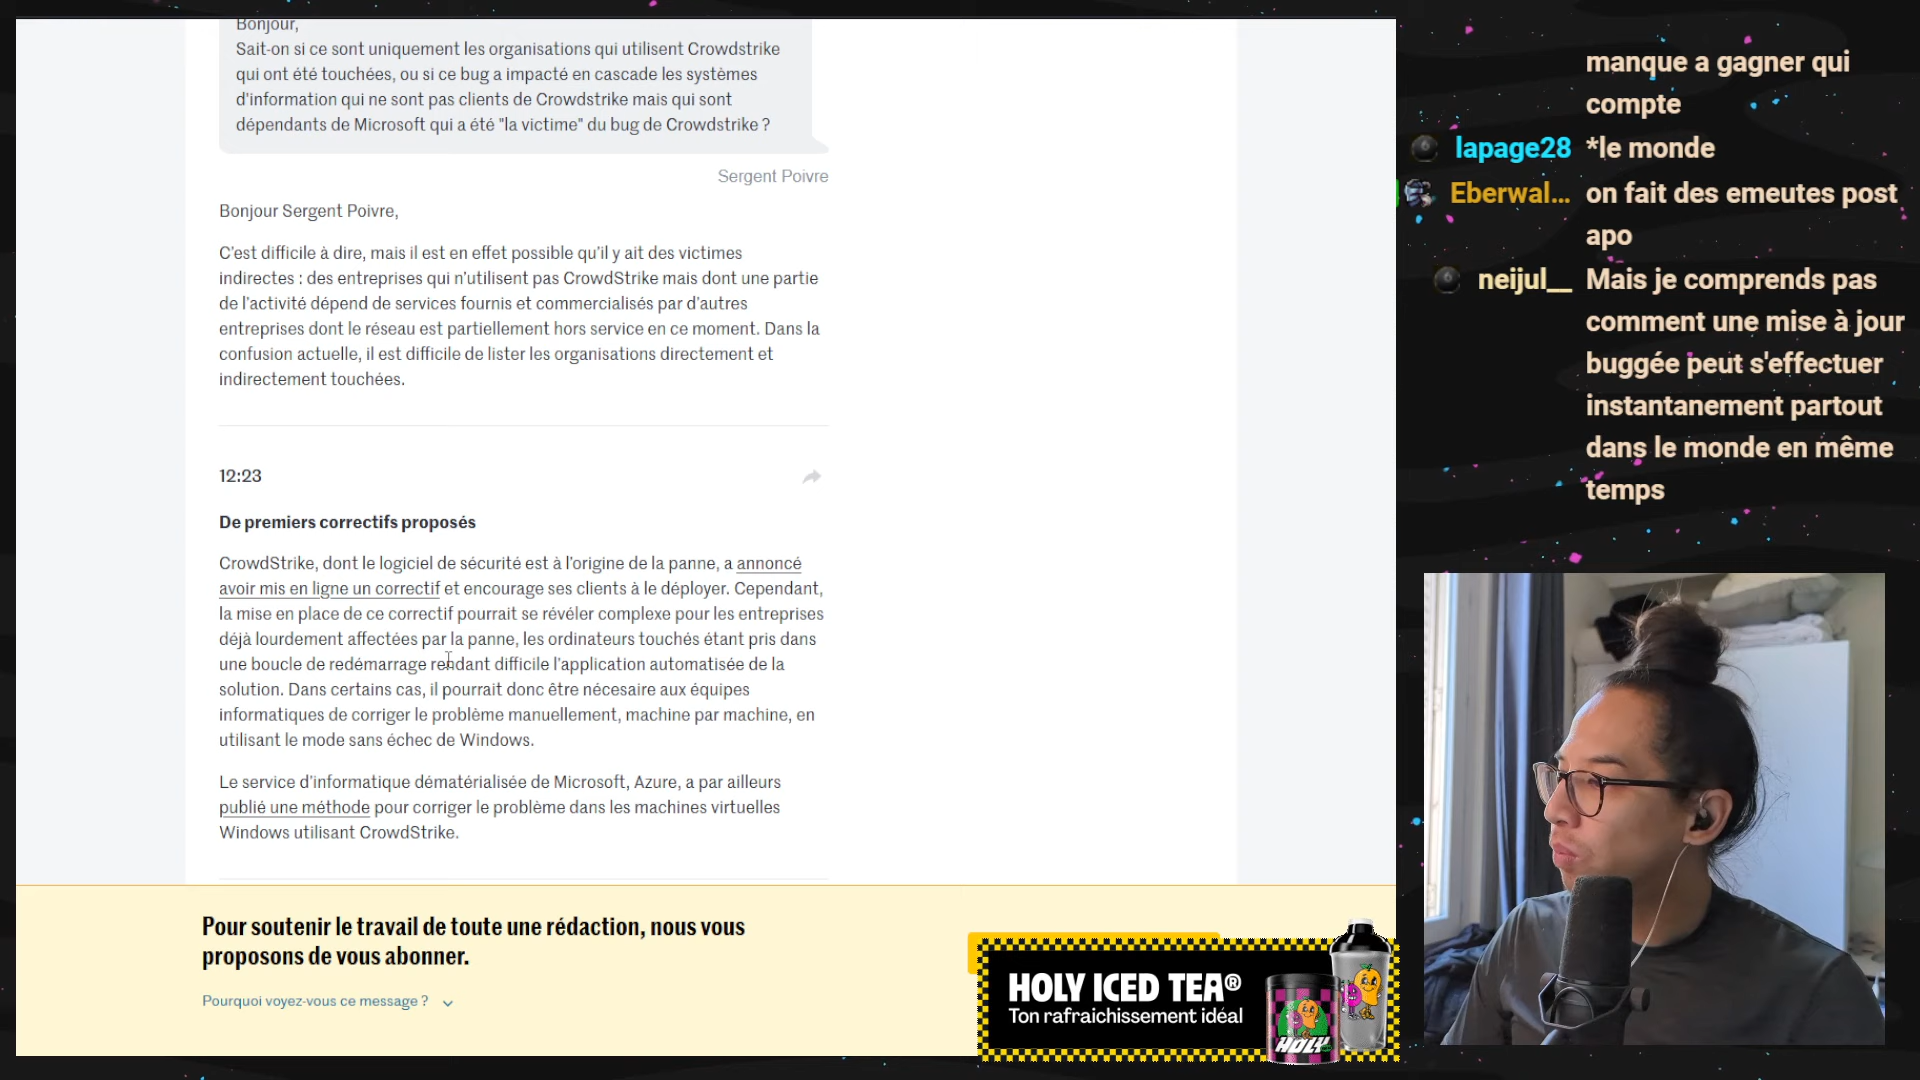 Bonjour,
Sait-on si ce sont uniquement les organisations qui utilisent Crowdstrike
qui ont été touchées, ou si ce bug a impacté en cascade les systèmes
d'information qui ne sont pas clients de Crowdstrike mais qui sont
dépendants de Microsoft qui a été "la victime" du bug de Crowdstrike ?
Sergent Poivre
Bonjour Sergent Poivre,
C'est difficile à dire, mais il est en effet possible qu'il y ait des victimes
indirectes : des entreprises qui n'utilisent pas CrowdStrike mais dont une partie
de l'activité dépend de services fournis et commercialisés par d'autres
entreprises dont le réseau est partiellement hors service en ce moment. Dans la
confusion actuelle, il est difficile de lister les organisations directement et
indirectement touchées.
12:23
De premiers correctifs proposés
CrowdStrike, dont le logiciel de sécurité est à l'origine de la panne, a annoncé
avoir mis en ligne un correctif et encourage ses clients à le déployer. Cependant,
la mise en place de ce correctif pourrait se révéler complexe pour les entreprises
déjà lourdement affectées par la panne, les ordinateurs touchés étant pris dans
une boucle de redémarrage rendant difficile l'application automatisée de la
solution. Dans certains cas, il pourrait donc être nécesaire aux équipes
informatiques de corriger le problème manuellement, machine par machine, en
utilisant le mode sans échec de Windows.
Le service d'informatique dématérialisée de Microsoft, Azure, a par ailleurs
publié une méthode pour corriger le problème dans les machines virtuelles
Windows utilisant CrowdStrike.
Pour soutenir le travail de toute une rédaction, nous vous
proposons de vous abonner.
Pourquoi voyez-vous ce message ?
HOLY ICED TEA®
Ton rafraichissement idéal
HOLY
manque a gagner qui
compte
lapage28 *le monde
Eberwal... on fait des emeutes post
apo
neijul__ Mais je comprends pas
comment une mise à jour
buggée peut s'effectuer
instantanement partout
dans le monde en même
temps